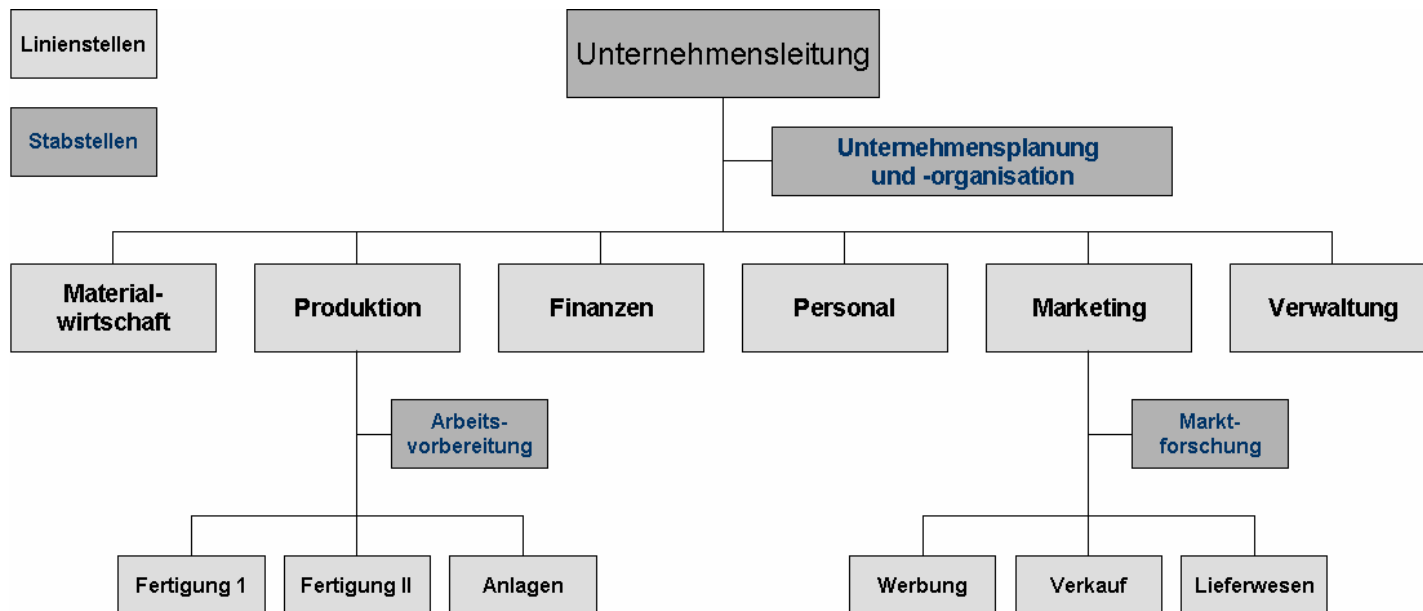 Linienstellen
Stabstellen
Unternehmensleitung
Unternehmensplanung
und -organisation
Material-
wirtschaft
Produktion
Finanzen
Personal
Marketing
Verwaltung
Arbeits-
vorbereitung
Markt-
forschung
Fertigung 1
Fertigung II
Anlagen
Werbung
Verkauf
Lieferwesen